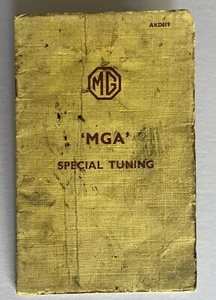 AKD819
MG
'MGA'
SPECIAL TUNING